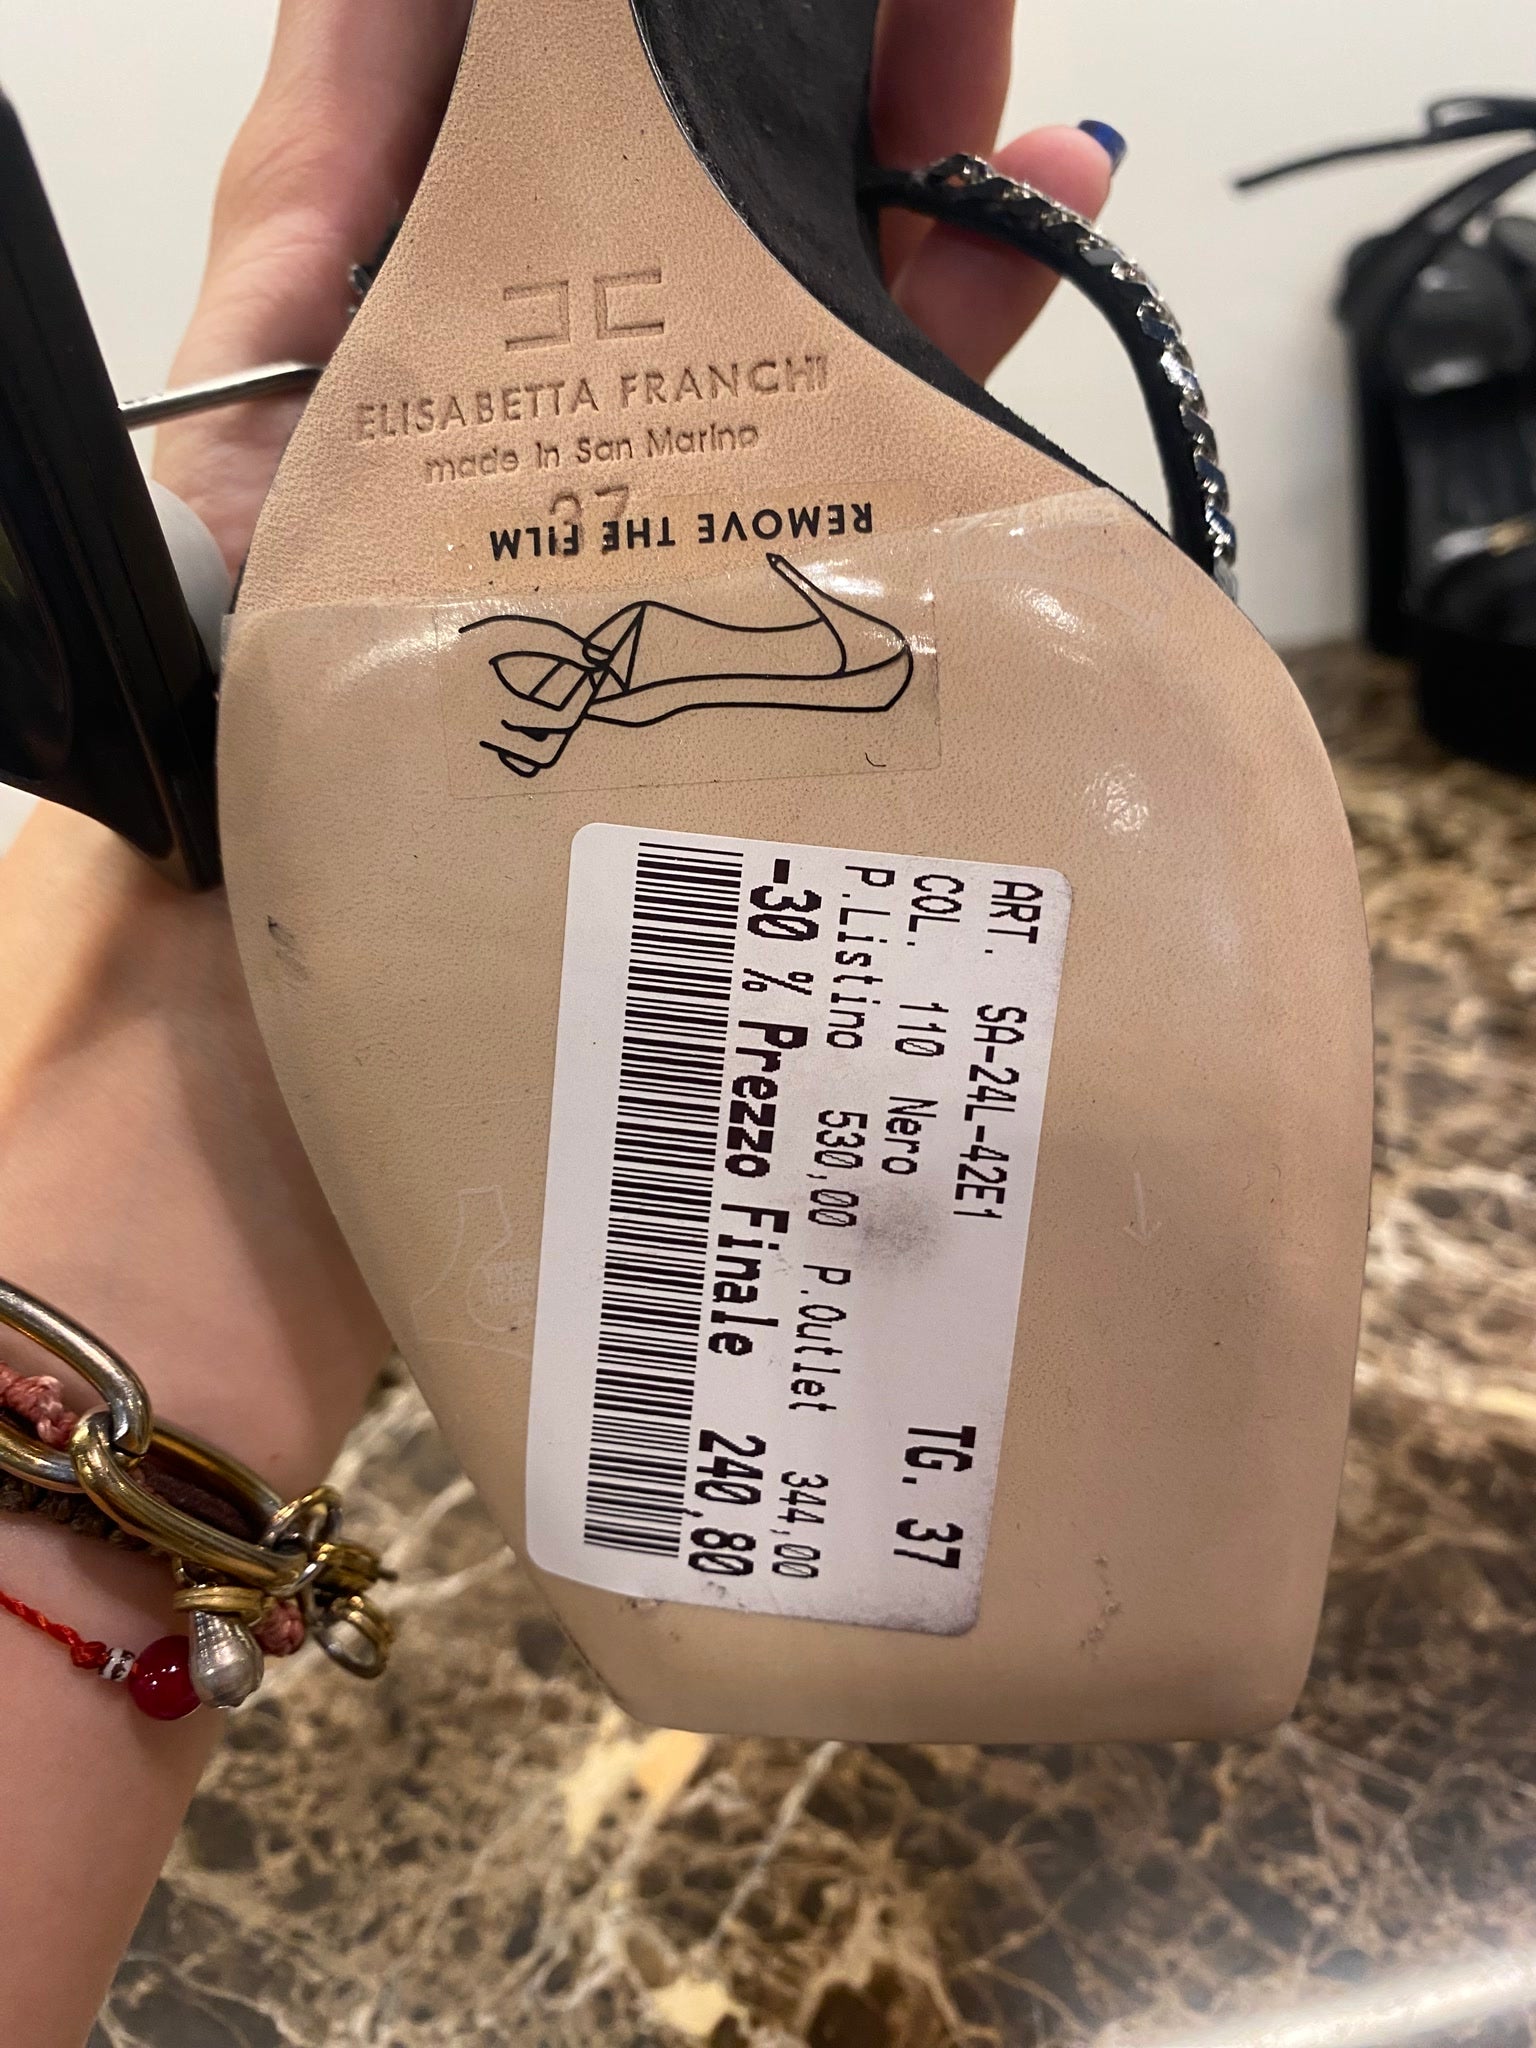 ELISABETTA FRANCHI
made in San Marino
37
REMOVE THE FILM
ART. SA-24L-42E1
COL. 110 Nero TG. 37
P.Listino 530,00 P.Outlet 344,00
-30 % Prezzo Finale 240,80